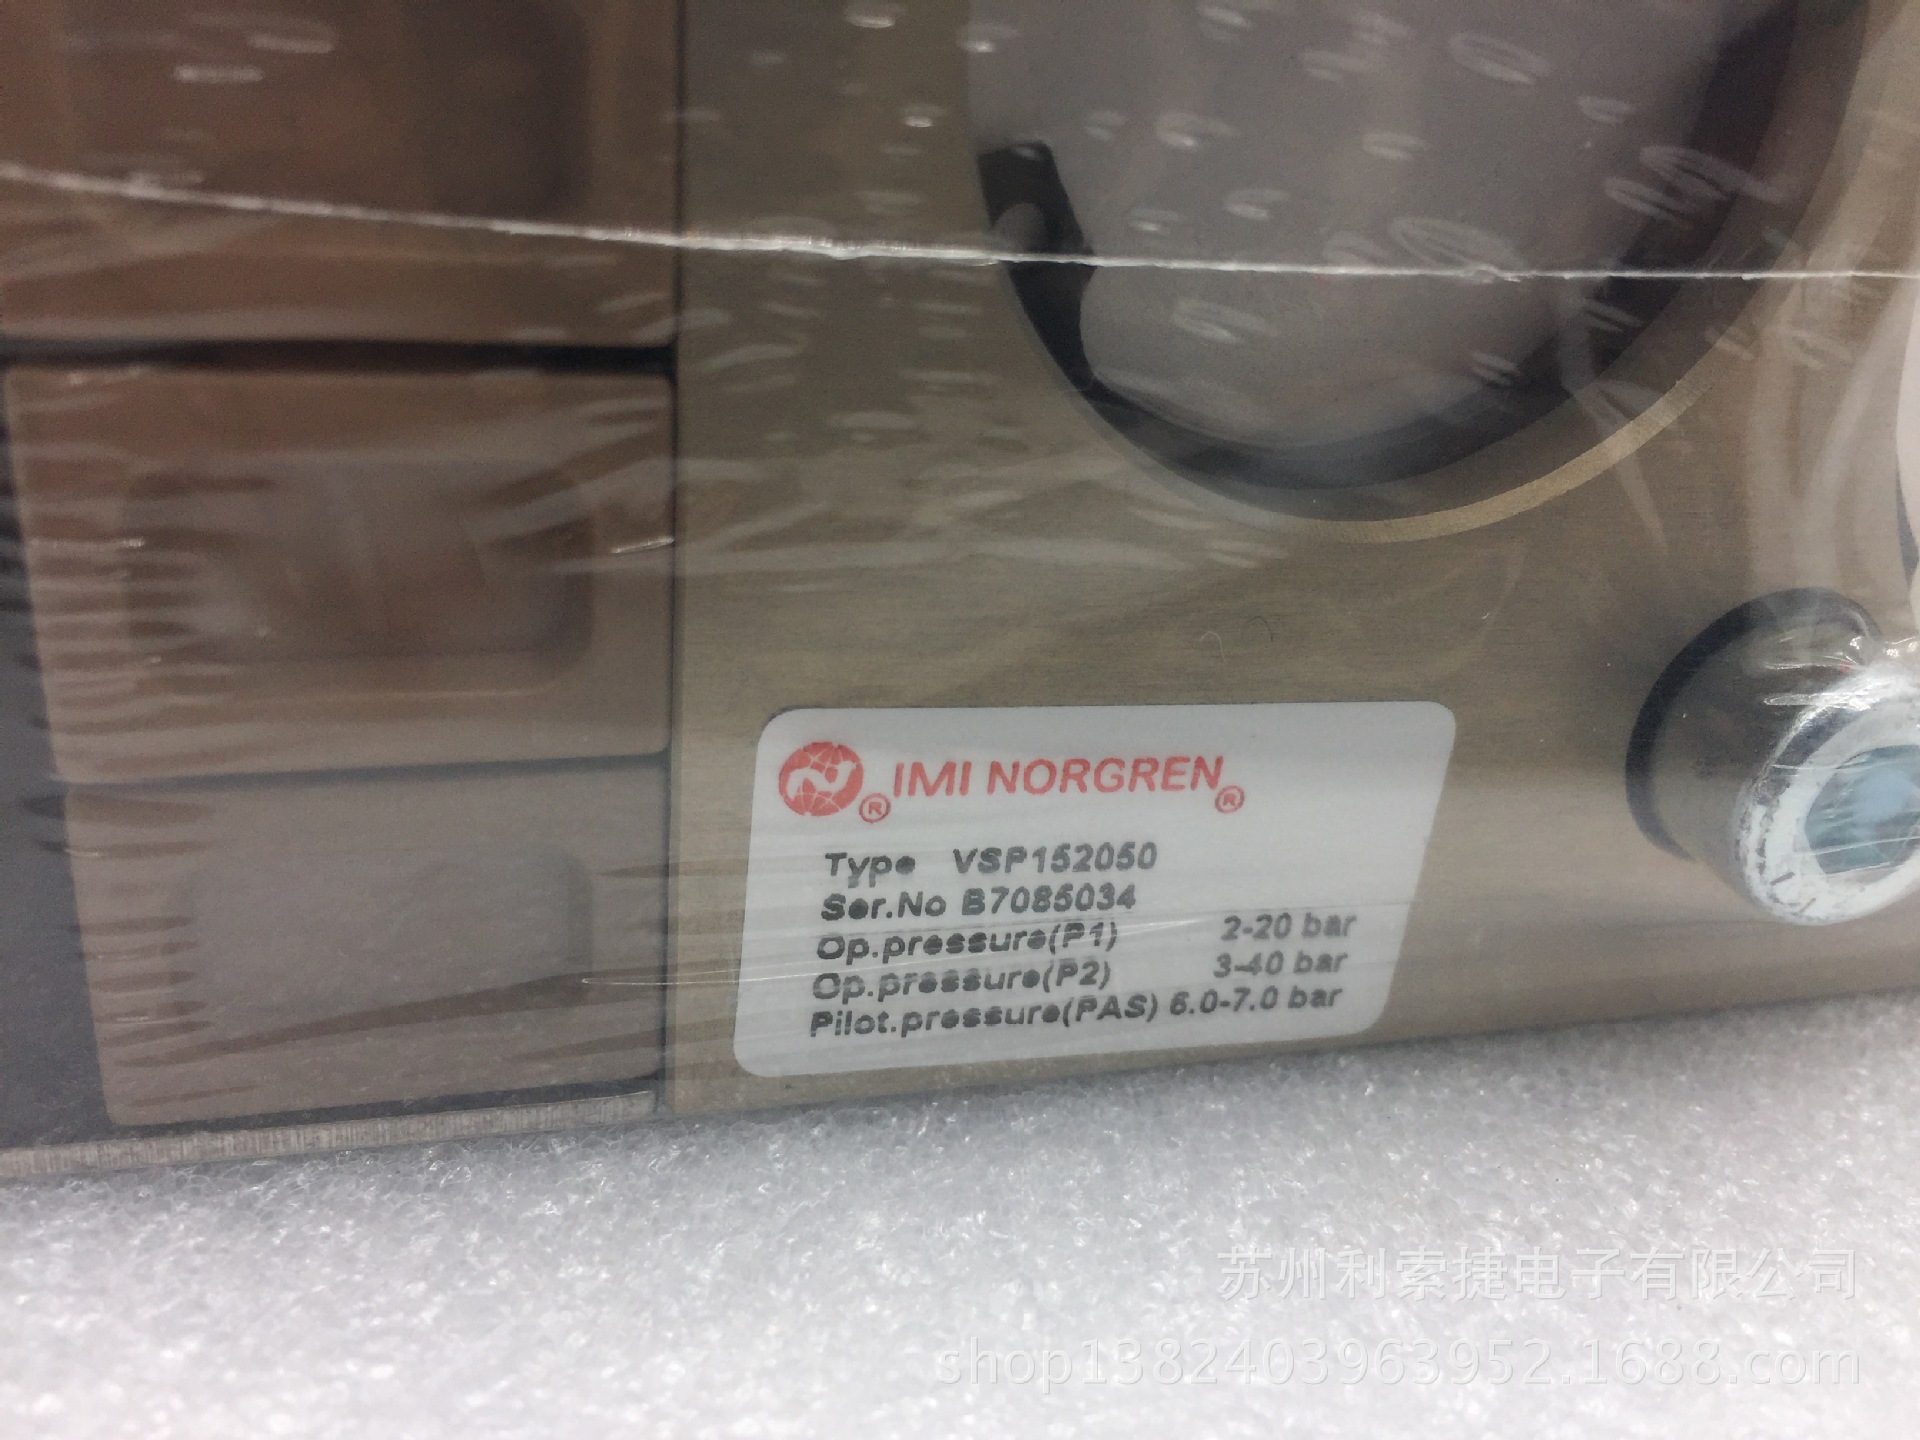 IMI NORGREN
Type VSP152050
Ser.No B7085034
Op.pressure(P1) 2-20 bar
Op.pressure(P2) 3-40 bar
Pilot.pressure(PAS) 6.0-7.0 bar
苏州利索捷电子有限公司
shop1382403963952.1688.com